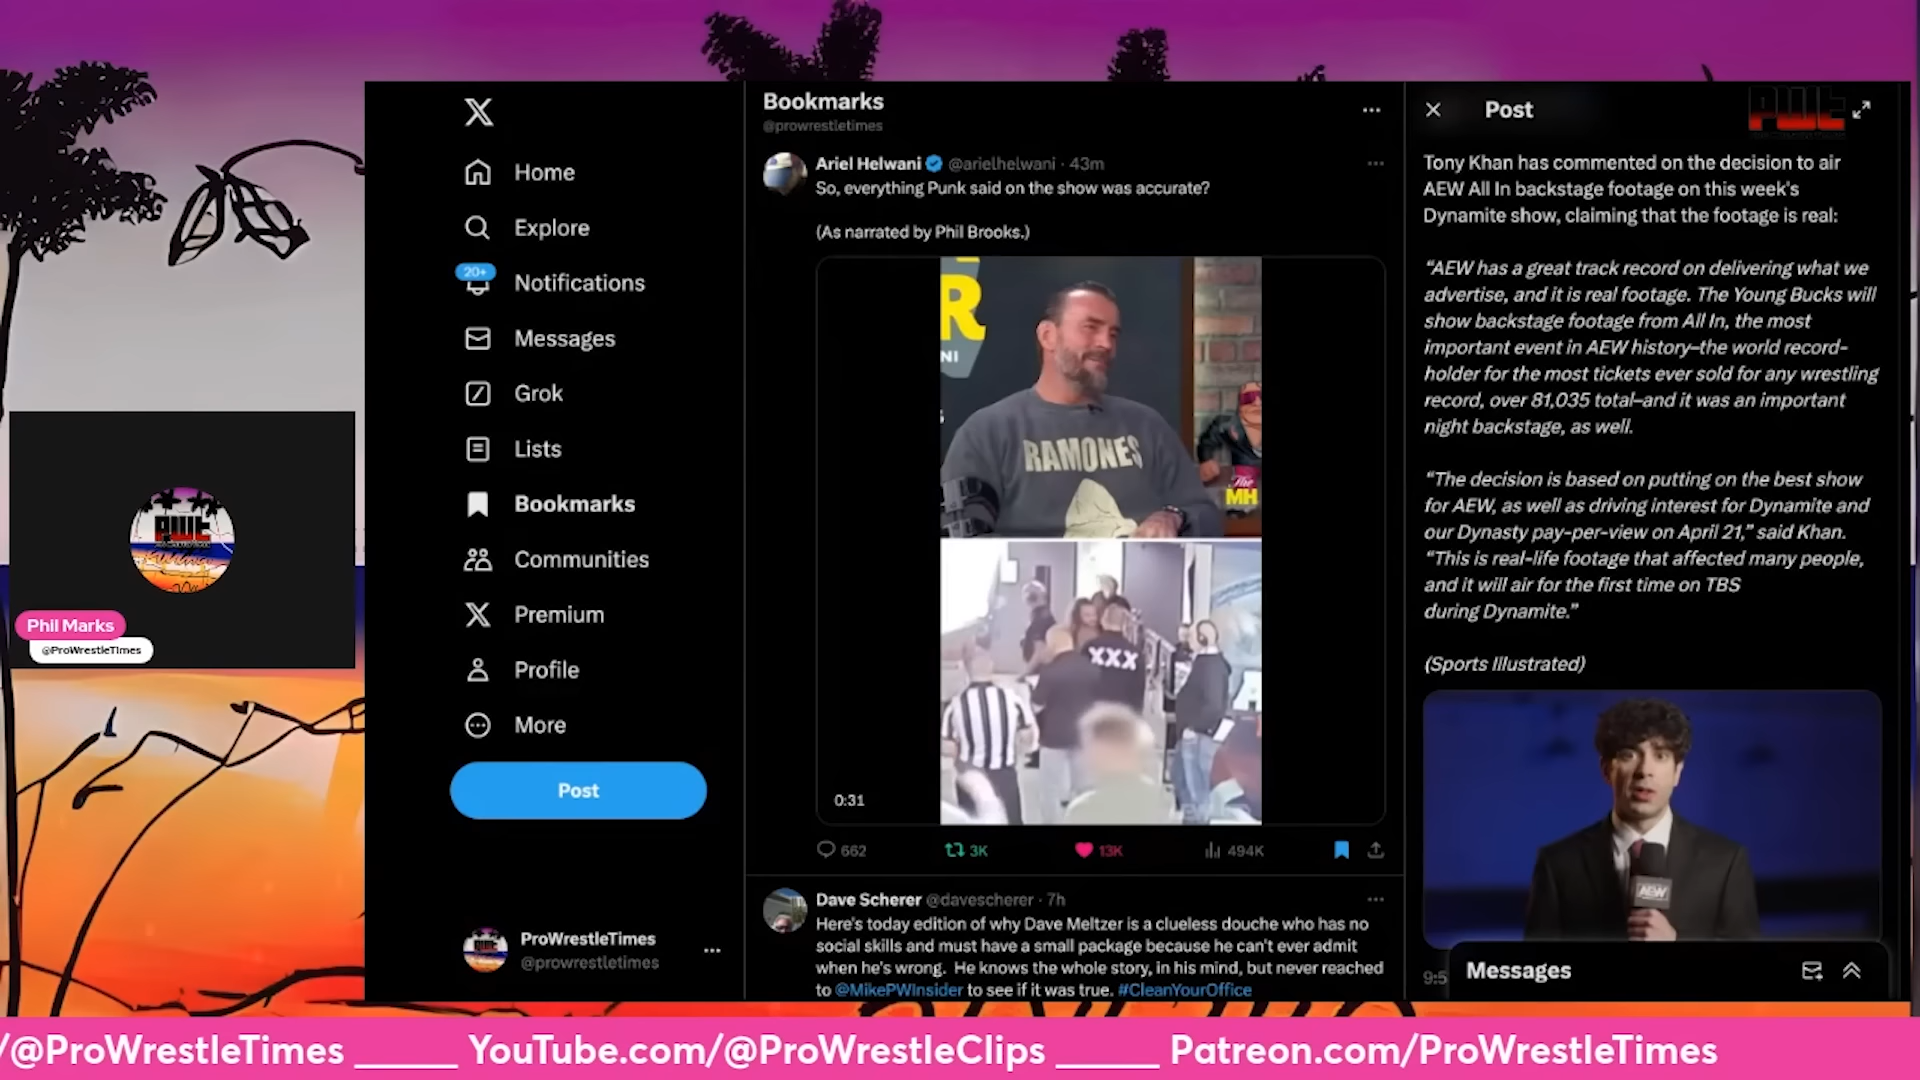 Home
Explore
20+
Notifications
Messages
Grok
Lists
Bookmarks
Communities
Premium
Profile
More
Post
ProWrestleTimes
@prowrestletimes
Phil Marks
@ProWrestleTimes
PWT
Bookmarks
@prowrestletimes
Ariel Helwani @arielhelwani · 43m
So, everything Punk said on the show was accurate?
(As narrated by Phil Brooks.)
R
NI
RAMONES
The
MH
XXX
0:31
662
3K
13K
494K
Dave Scherer @davescherer · 7h
Here's today edition of why Dave Meltzer is a clueless douche who has no
social skills and must have a small package because he can't ever admit
when he's wrong. He knows the whole story, in his mind, but never reached
to @MikePWInsider to see if it was true. #CleanYourOffice
Post
PWT
Tony Khan has commented on the decision to air
AEW All In backstage footage on this week's
Dynamite show, claiming that the footage is real:
“AEW has a great track record on delivering what we
advertise, and it is real footage. The Young Bucks will
show backstage footage from All In, the most
important event in AEW history–the world record-
holder for the most tickets ever sold for any wrestling
record, over 81,035 total–and it was an important
night backstage, as well.
“The decision is based on putting on the best show
for AEW, as well as driving interest for Dynamite and
our Dynasty pay-per-view on April 21,” said Khan.
“This is real-life footage that affected many people,
and it will air for the first time on TBS
during Dynamite.”
(Sports Illustrated)
AEW
9:5
Messages
/@ProWrestleTimes ______ YouTube.com/@ProWrestleClips ______ Patreon.com/ProWrestleTimes